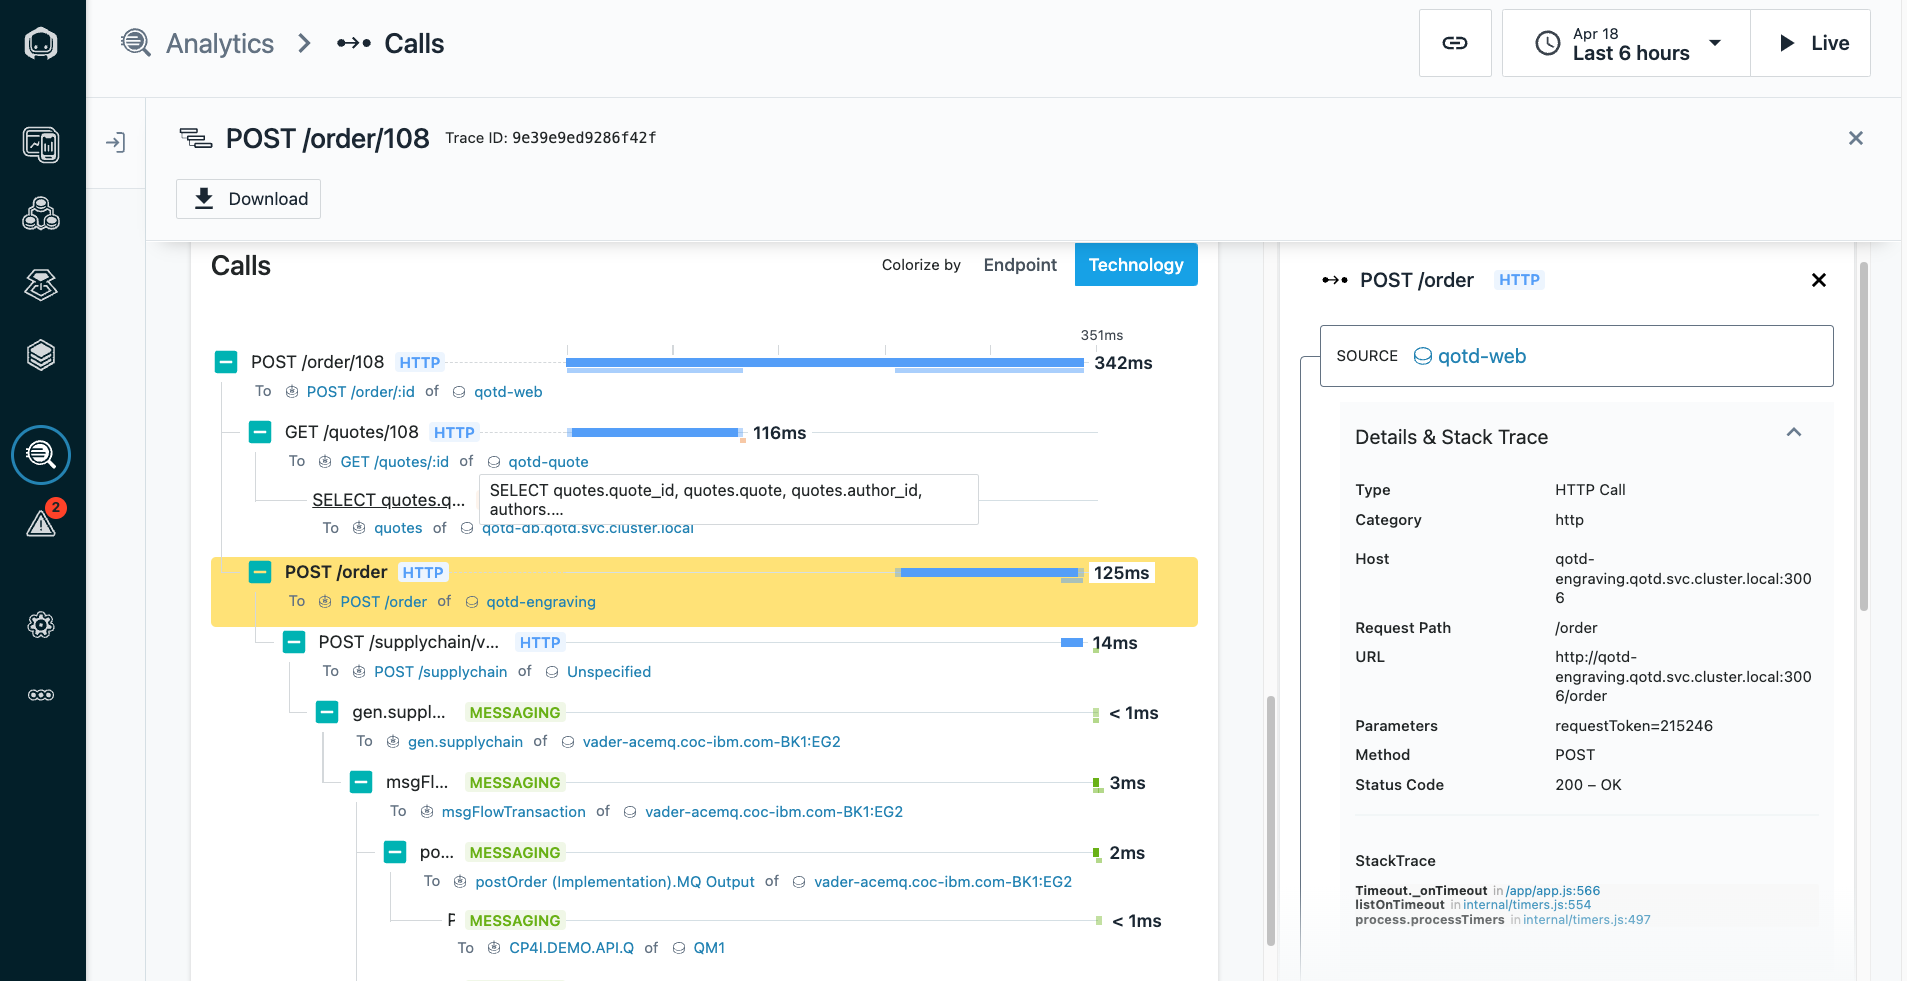 Analytics > Calls
Apr 18
Last 6 hours
Live
POST /order/108 Trace ID: 9e39e9ed9286f42f
Download
2
Calls
Colorize by Endpoint Technology
351ms
POST /order/108 HTTP 342ms
To POST /order/:id of qotd-web
GET /quotes/108 HTTP 116ms
To GET /quotes/:id of qotd-quote
SELECT quotes.q...
SELECT quotes.quote_id, quotes.quote, quotes.author_id,
authors....
To quotes of qotd-db.qotd.svc.cluster.local
POST /order HTTP 125ms
To POST /order of qotd-engraving
POST /supplychain/v... HTTP 14ms
To POST /supplychain of Unspecified
gen.suppl... MESSAGING < 1ms
To gen.supplychain of vader-acemq.coc-ibm.com-BK1:EG2
msgFl... MESSAGING 3ms
To msgFlowTransaction of vader-acemq.coc-ibm.com-BK1:EG2
po... MESSAGING 2ms
To postOrder (Implementation).MQ Output of vader-acemq.coc-ibm.com-BK1:EG2
MESSAGING < 1ms
To CP4I.DEMO.API.Q of QM1
POST /order HTTP
SOURCE qotd-web
Details & Stack Trace
Type HTTP Call
Category http
Host qotd-
engraving.qotd.svc.cluster.local:300
6
Request Path /order
URL http://qotd-
engraving.qotd.svc.cluster.local:300
6/order
Parameters requestToken=215246
Method POST
Status Code 200 – OK
StackTrace
Timeout._onTimeout in /app/app.js:566
listOnTimeout in internal/timers.js:554
process.processTimers in internal/timers.js:497